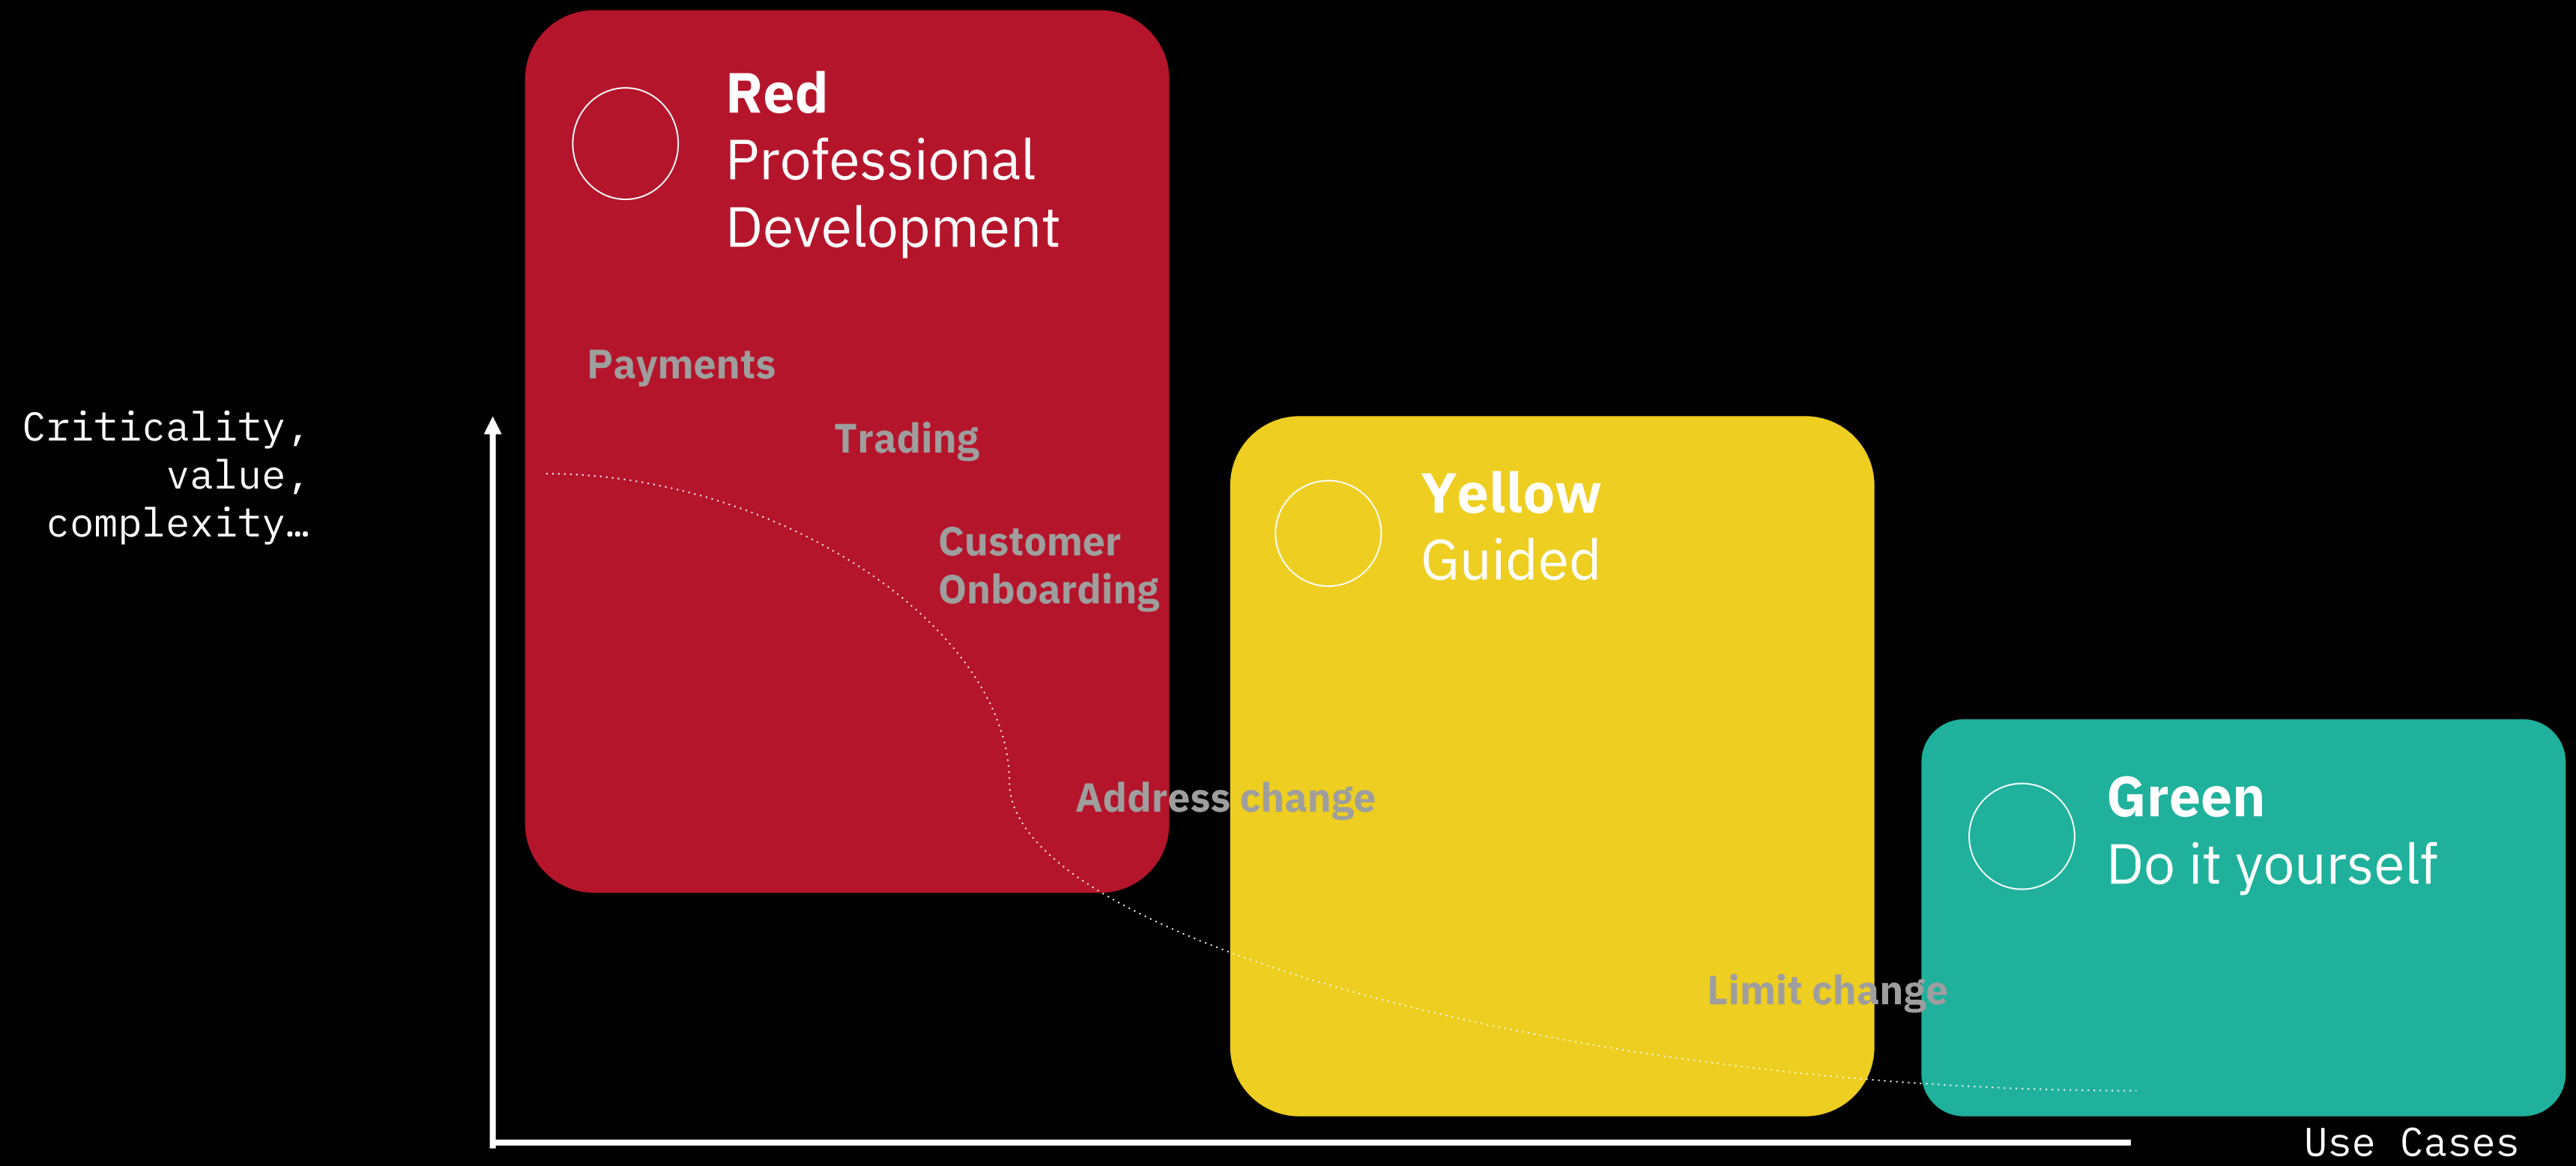 Red
Professional
Development
Payments
Trading
Customer
Onboarding
Criticality,
value,
complexity…
Yellow
Guided
Address change
Green
Do it yourself
Limit change
Use Cases